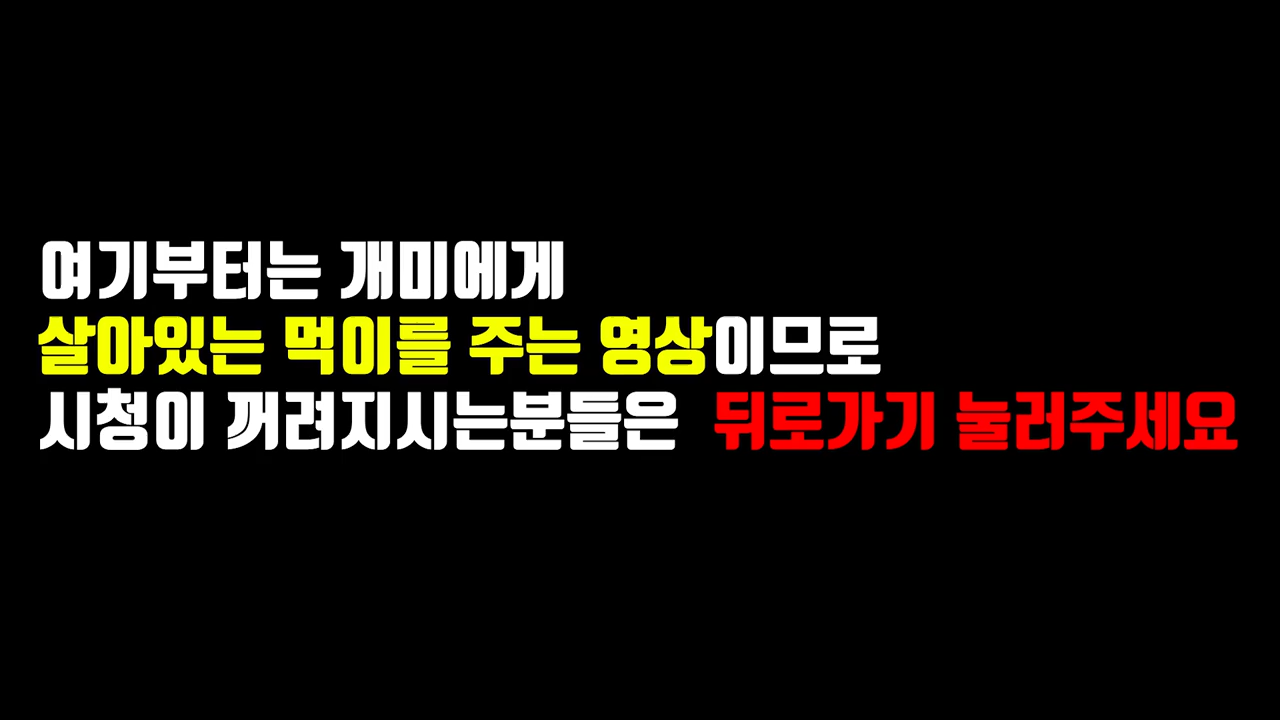 여기부터는 개미에게
살아있는 먹이를 주는 영상이므로
시청이 꺼려지시는분들은 뒤로가기 눌러주세요